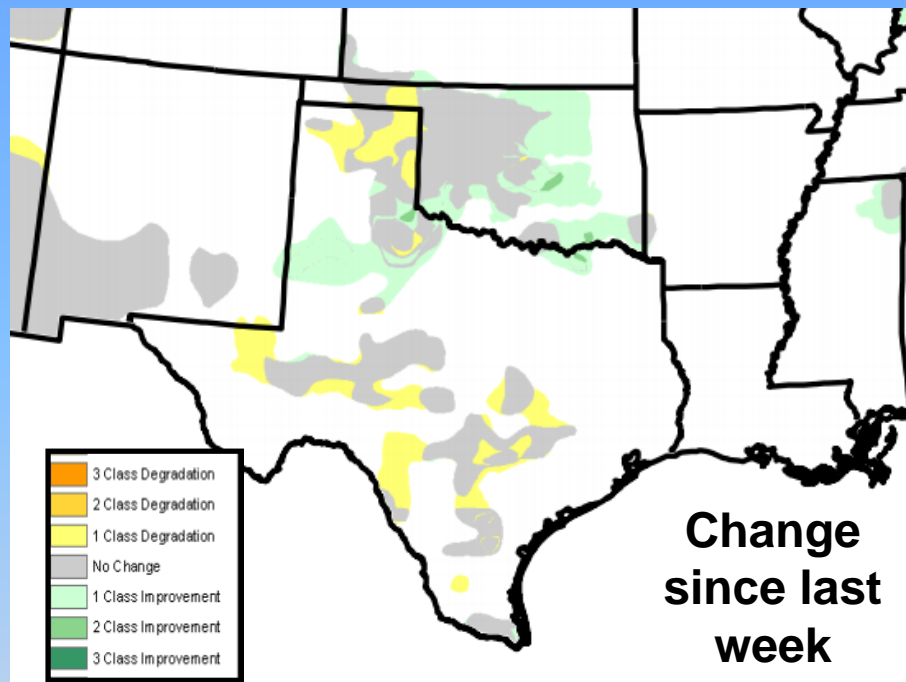 3 Class Degradation
2 Class Degradation
1 Class Degradation
No Change
1 Class Improvement
2 Class Improvement
3 Class Improvement
Change
since last
week